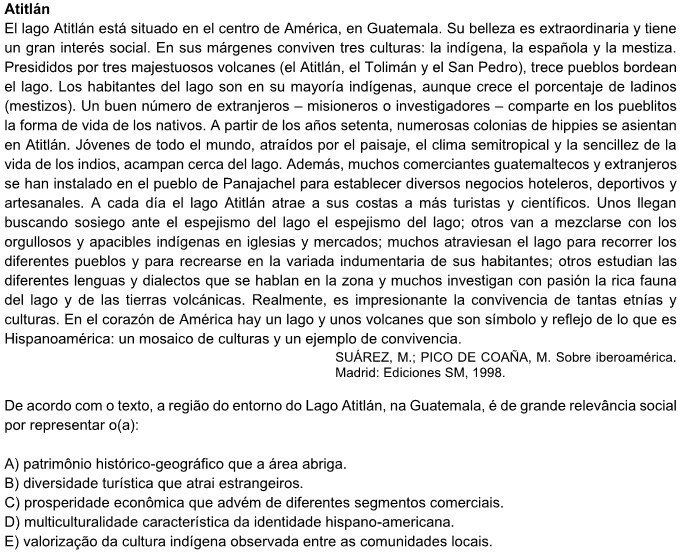 Atitlán
El lago Atitlán está situado en el centro de América, en Guatemala. Su belleza es extraordinaria y tiene
un gran interés social. En sus márgenes conviven tres culturas: la indígena, la española y la mestiza.
Presididos por tres majestuosos volcanes (el Atitlán, el Tolimán y el San Pedro), trece pueblos bordean
el lago. Los habitantes del lago son en su mayoría indígenas, aunque crece el porcentaje de ladinos
(mestizos). Un buen número de extranjeros – misioneros o investigadores – comparte en los pueblitos
la forma de vida de los nativos. A partir de los años setenta, numerosas colonias de hippies se asientan
en Atitlán. Jóvenes de todo el mundo, atraídos por el paisaje, el clima semitropical y la sencillez de la
vida de los indios, acampan cerca del lago. Además, muchos comerciantes guatemaltecos y extranjeros
se han instalado en el pueblo de Panajachel para establecer diversos negocios hoteleros, deportivos y
artesanales. A cada día el lago Atitlán atrae a sus costas a más turistas y científicos. Unos llegan
buscando sosiego ante el espejismo del lago el espejismo del lago; otros van a mezclarse con los
orgullosos y apacibles indígenas en iglesias y mercados; muchos atraviesan el lago para recorrer los
diferentes pueblos y para recrearse en la variada indumentaria de sus habitantes; otros estudian las
diferentes lenguas y dialectos que se hablan en la zona y muchos investigan con pasión la rica fauna
del lago y de las tierras volcánicas. Realmente, es impresionante la convivencia de tantas etnías y
culturas. En el corazón de América hay un lago y unos volcanes que son símbolo y reflejo de lo que es
Hispanoamérica: un mosaico de culturas y un ejemplo de convivencia.
SUÁREZ, M.; PICO DE COAÑA, M. Sobre iberoamérica.
Madrid: Ediciones SM, 1998.
De acordo com o texto, a região do entorno do Lago Atitlán, na Guatemala, é de grande relevância social
por representar o(a):
A) patrimônio histórico-geográfico que a área abriga.
B) diversidade turística que atrai estrangeiros.
C) prosperidade econômica que advém de diferentes segmentos comerciais.
D) multiculturalidade característica da identidade hispano-americana.
E) valorização da cultura indígena observada entre as comunidades locais.